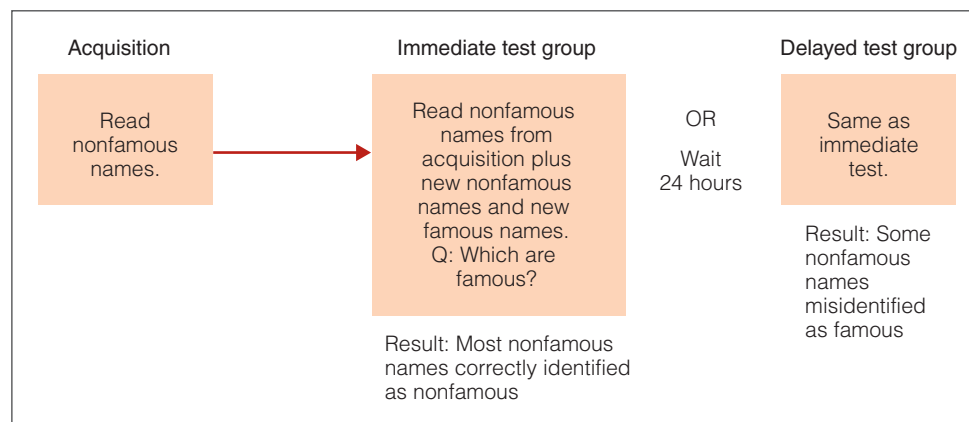 Acquisition
Read
nonfamous
names.
Immediate test group
Read nonfamous
names from
acquisition plus
new nonfamous
names and new
famous names.
Q: Which are
famous?
Result: Most nonfamous
names correctly identified
as nonfamous
OR
Wait
24 hours
Delayed test group
Same as
immediate
test.
Result: Some
nonfamous
names
misidentified
as famous